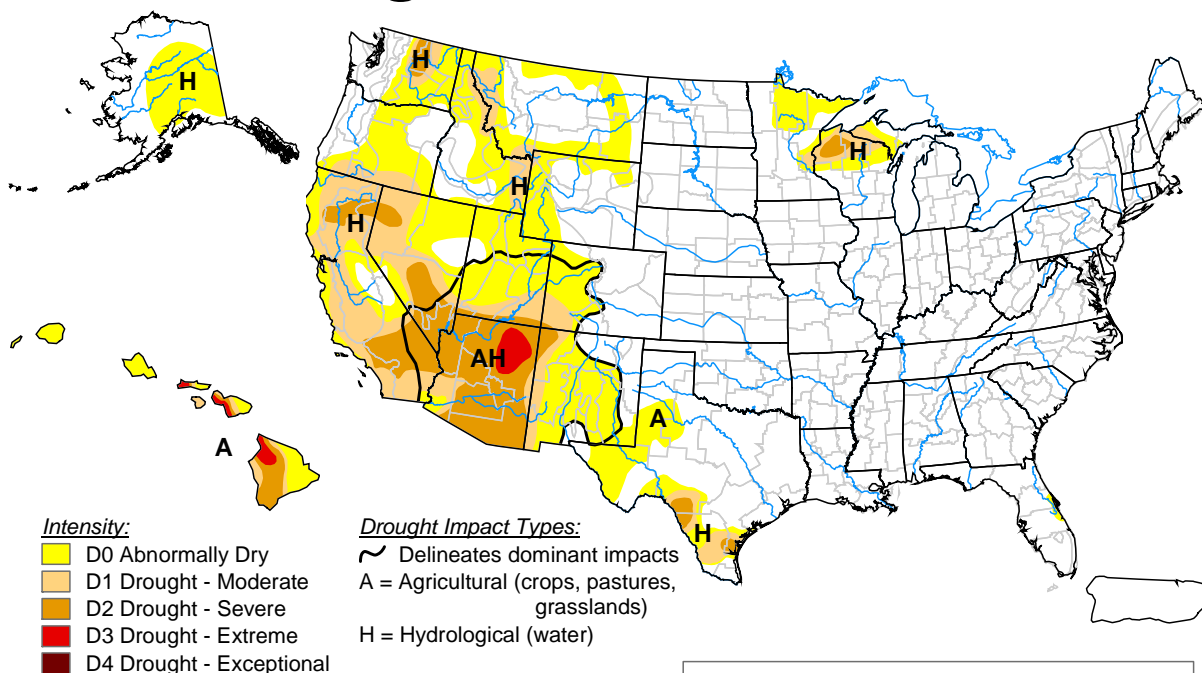 H
H
H
H
H
AH
A
A
H
Intensity:
D0 Abnormally Dry
D1 Drought - Moderate
D2 Drought - Severe
D3 Drought - Extreme
D4 Drought - Exceptional
Drought Impact Types:
Delineates dominant impacts
A = Agricultural (crops, pastures,
grasslands)
H = Hydrological (water)